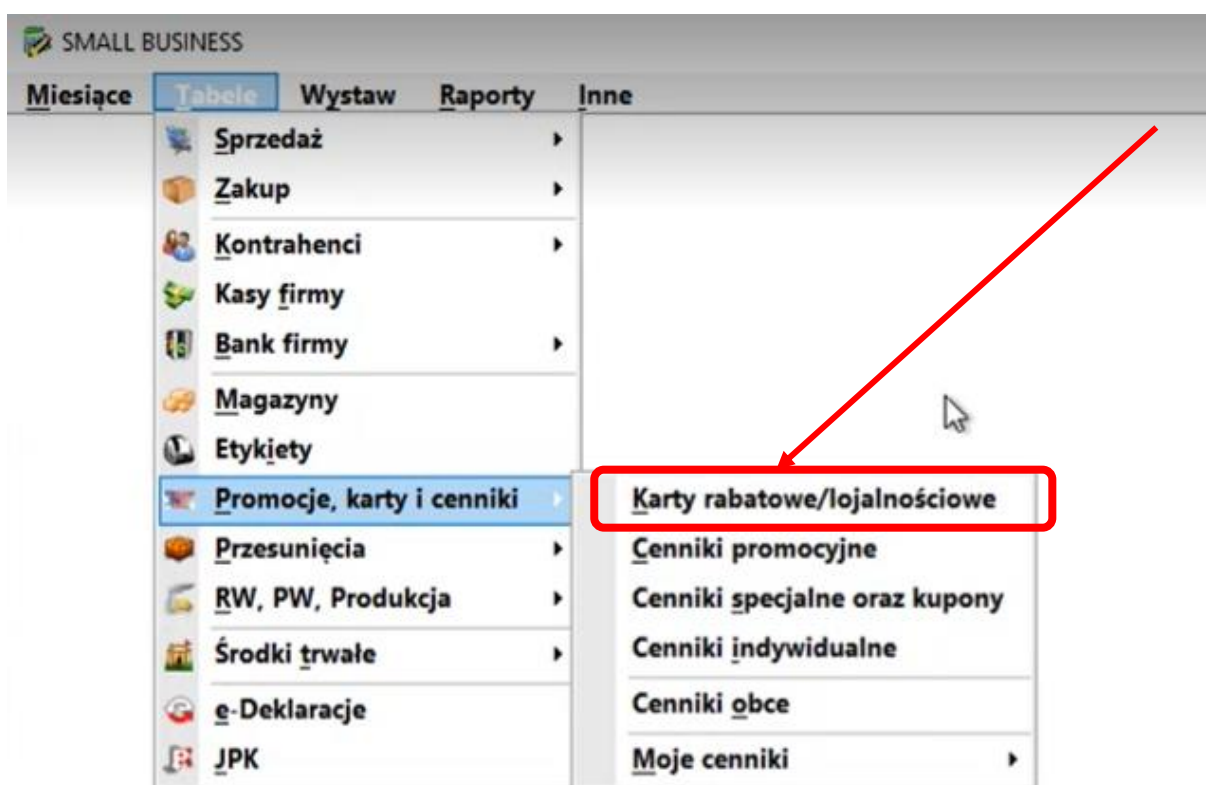 SMALL BUSINESS
Miesiące Tabele Wystaw Raporty Inne
Sprzedaż
Zakup
Kontrahenci
Kasy firmy
Bank firmy
Magazyny
Etykiety
Promocje, karty i cenniki
Przesunięcia
RW, PW, Produkcja
Środki trwałe
e-Deklaracje
JPK
Karty rabatowe/lojalnościowe
Cenniki promocyjne
Cenniki specjalne oraz kupony
Cenniki indywidualne
Cenniki obce
Moje cenniki